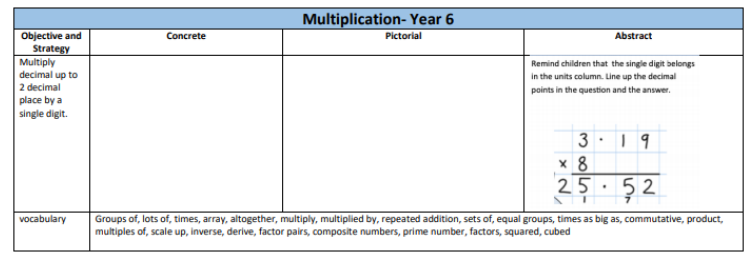 Multiplication- Year 6
Objective and Strategy
Concrete
Pictorial
Abstract
Multiply
decimal up to
2 decimal
place by a
single digit.
Remind children that the single digit belongs
in the units column. Line up the decimal
points in the question and the answer.
3 . 1 9
x 8
2 5 . 5 2
1 7
vocabulary
Groups of, lots of, times, array, altogether, multiply, multiplied by, repeated addition, sets of, equal groups, times as big as, commutative, product,
multiples of, scale up, inverse, derive, factor pairs, composite numbers, prime number, factors, squared, cubed